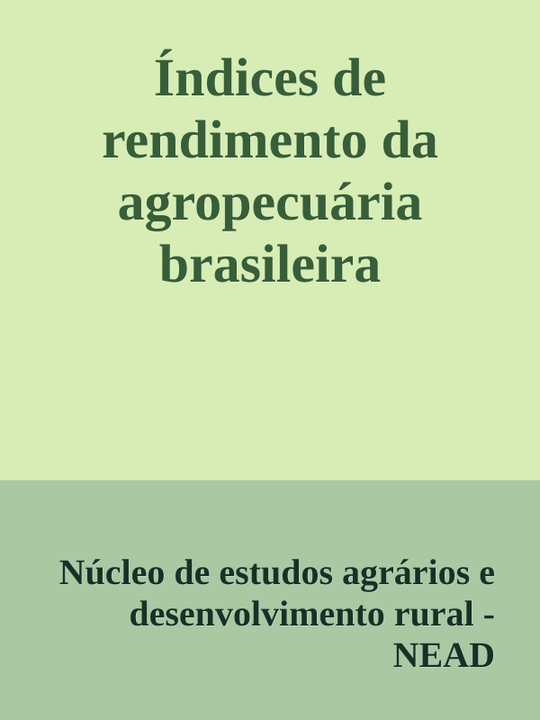 Índices de
rendimento da
agropecuária
brasileira
Núcleo de estudos agrários e
desenvolvimento rural -
NEAD